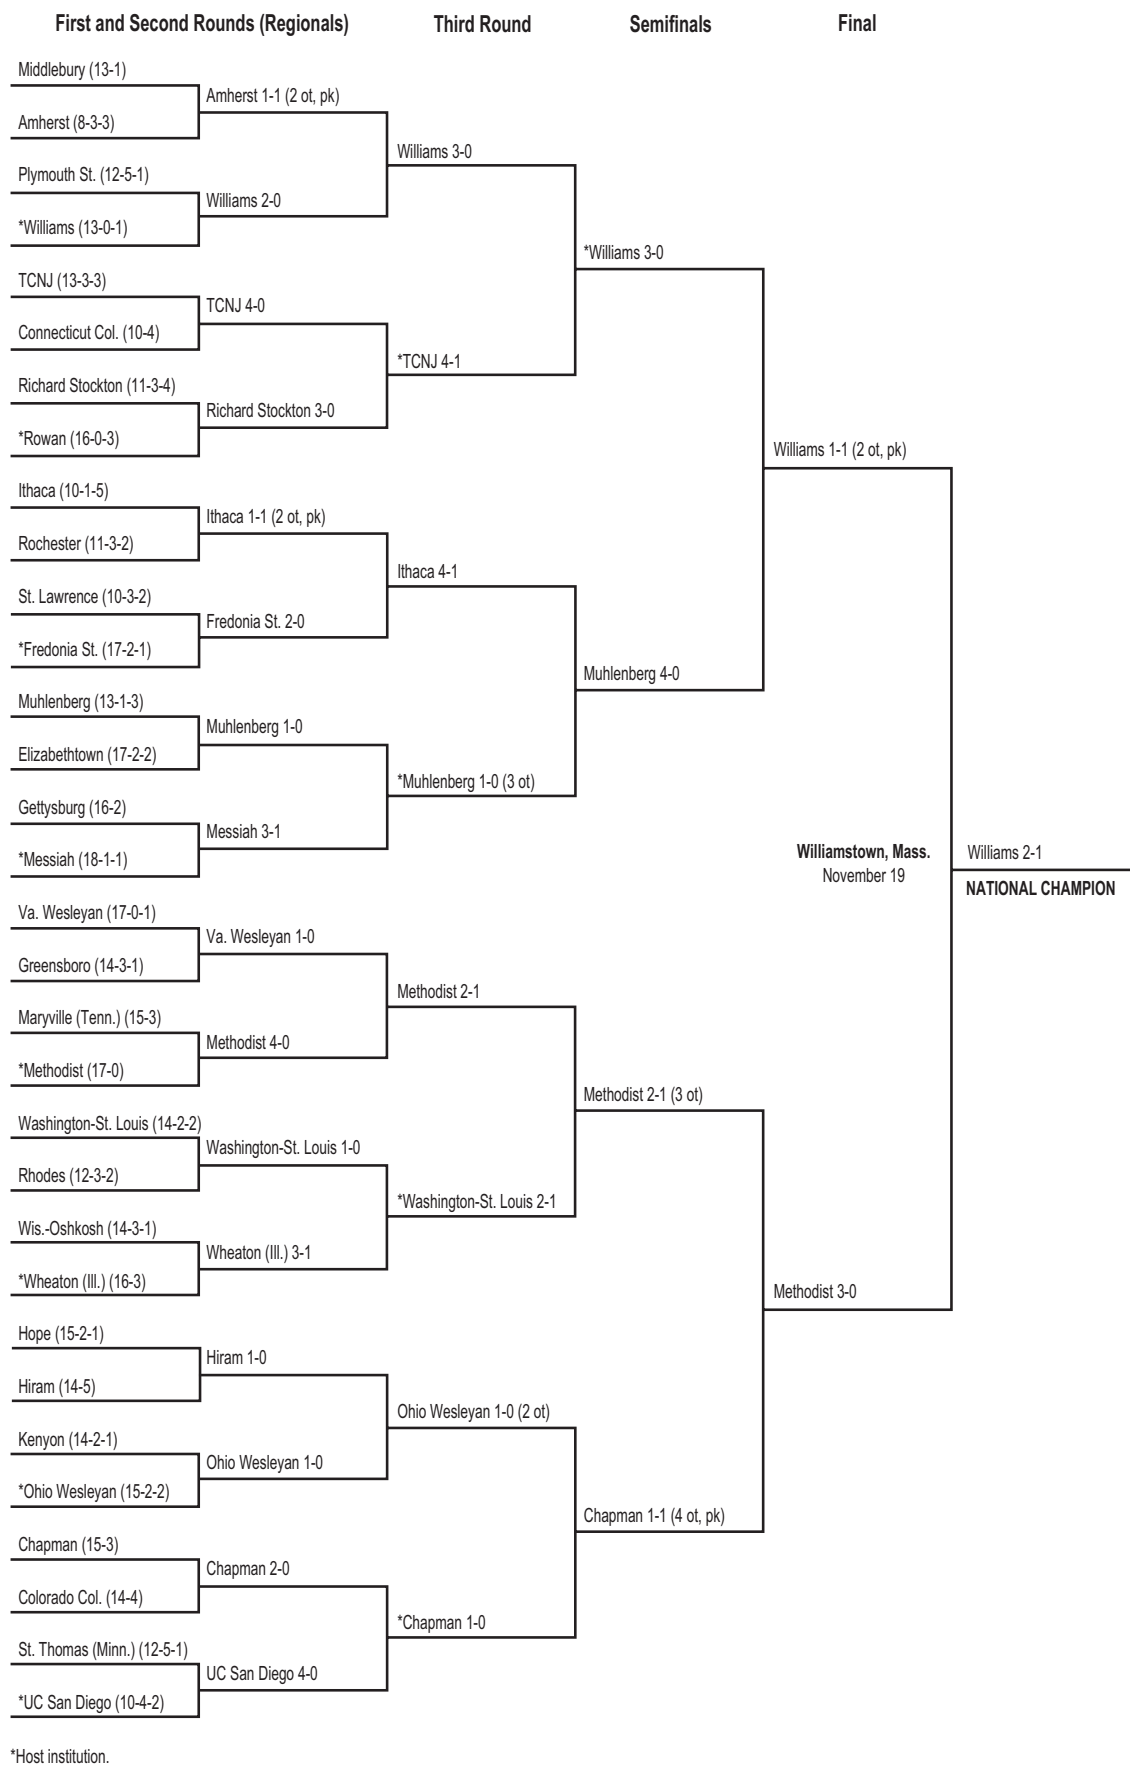 First and Second Rounds (Regionals)
Third Round
Semifinals
Final
Middlebury (13-1)
Amherst 1-1 (2 ot, pk)
Amherst (8-3-3)
Williams 3-0
Plymouth St. (12-5-1)
Williams 2-0
*Williams (13-0-1)
*Williams 3-0
TCNJ (13-3-3)
TCNJ 4-0
Connecticut Col. (10-4)
*TCNJ 4-1
Richard Stockton (11-3-4)
Richard Stockton 3-0
*Rowan (16-0-3)
Williams 1-1 (2 ot, pk)
Ithaca (10-1-5)
Ithaca 1-1 (2 ot, pk)
Rochester (11-3-2)
Ithaca 4-1
St. Lawrence (10-3-2)
Fredonia St. 2-0
*Fredonia St. (17-2-1)
Muhlenberg 4-0
Muhlenberg (13-1-3)
Muhlenberg 1-0
Elizabethtown (17-2-2)
*Muhlenberg 1-0 (3 ot)
Gettysburg (16-2)
Messiah 3-1
*Messiah (18-1-1)
Williamstown, Mass.
November 19
Williams 2-1
NATIONAL CHAMPION
Va. Wesleyan (17-0-1)
Va. Wesleyan 1-0
Greensboro (14-3-1)
Methodist 2-1
Maryville (Tenn.) (15-3)
Methodist 4-0
*Methodist (17-0)
Methodist 2-1 (3 ot)
Washington-St. Louis (14-2-2)
Washington-St. Louis 1-0
Rhodes (12-3-2)
*Washington-St. Louis 2-1
Wis.-Oshkosh (14-3-1)
Wheaton (Ill.) 3-1
*Wheaton (Ill.) (16-3)
Methodist 3-0
Hope (15-2-1)
Hiram 1-0
Hiram (14-5)
Ohio Wesleyan 1-0 (2 ot)
Kenyon (14-2-1)
Ohio Wesleyan 1-0
*Ohio Wesleyan (15-2-2)
Chapman 1-1 (4 ot, pk)
Chapman (15-3)
Chapman 2-0
Colorado Col. (14-4)
*Chapman 1-0
St. Thomas (Minn.) (12-5-1)
UC San Diego 4-0
*UC San Diego (10-4-2)
*Host institution.